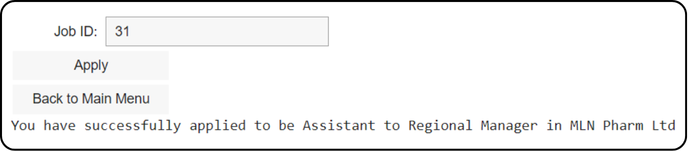 Job ID: 31
Apply
Back to Main Menu
You have successfully applied to be Assistant to Regional Manager in MLN Pharm Ltd